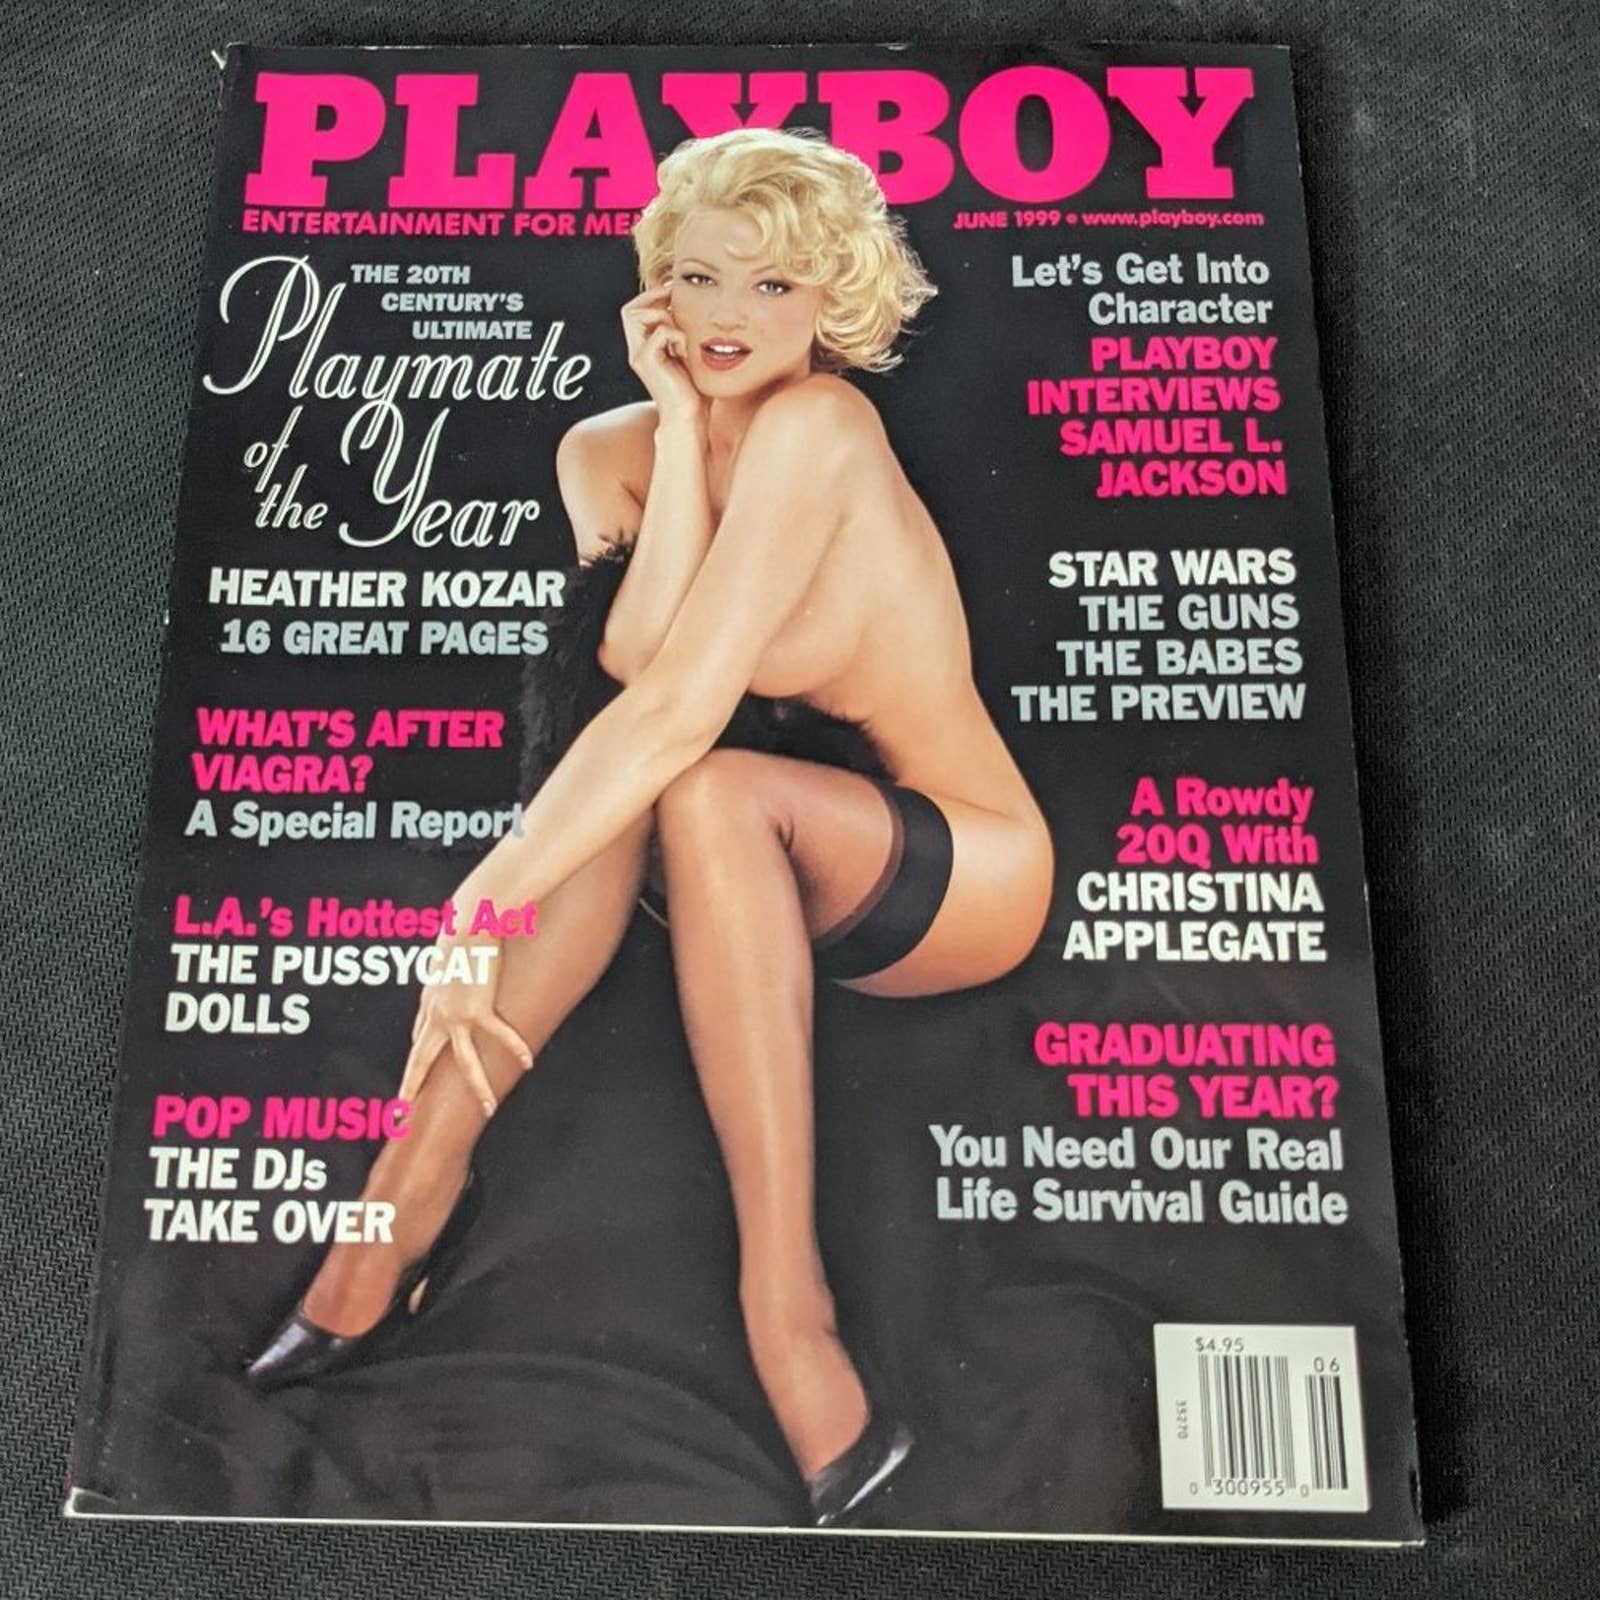 PLAYBOY
ENTERTAINMENT FOR MEN
JUNE 1999 • www.playboy.com
THE 20TH
CENTURY'S
ULTIMATE
Playmate
of
the Year
HEATHER KOZAR
16 GREAT PAGES
WHAT'S AFTER
VIAGRA?
A Special Report
L.A.'s Hottest Act
THE PUSSYCAT
DOLLS
POP MUSIC
THE DJs
TAKE OVER
Let's Get Into
Character
PLAYBOY
INTERVIEWS
SAMUEL L.
JACKSON
STAR WARS
THE GUNS
THE BABES
THE PREVIEW
A Rowdy
20Q With
CHRISTINA
APPLEGATE
GRADUATING
THIS YEAR?
You Need Our Real
Life Survival Guide
$4.95
06
35270
0 300955 0